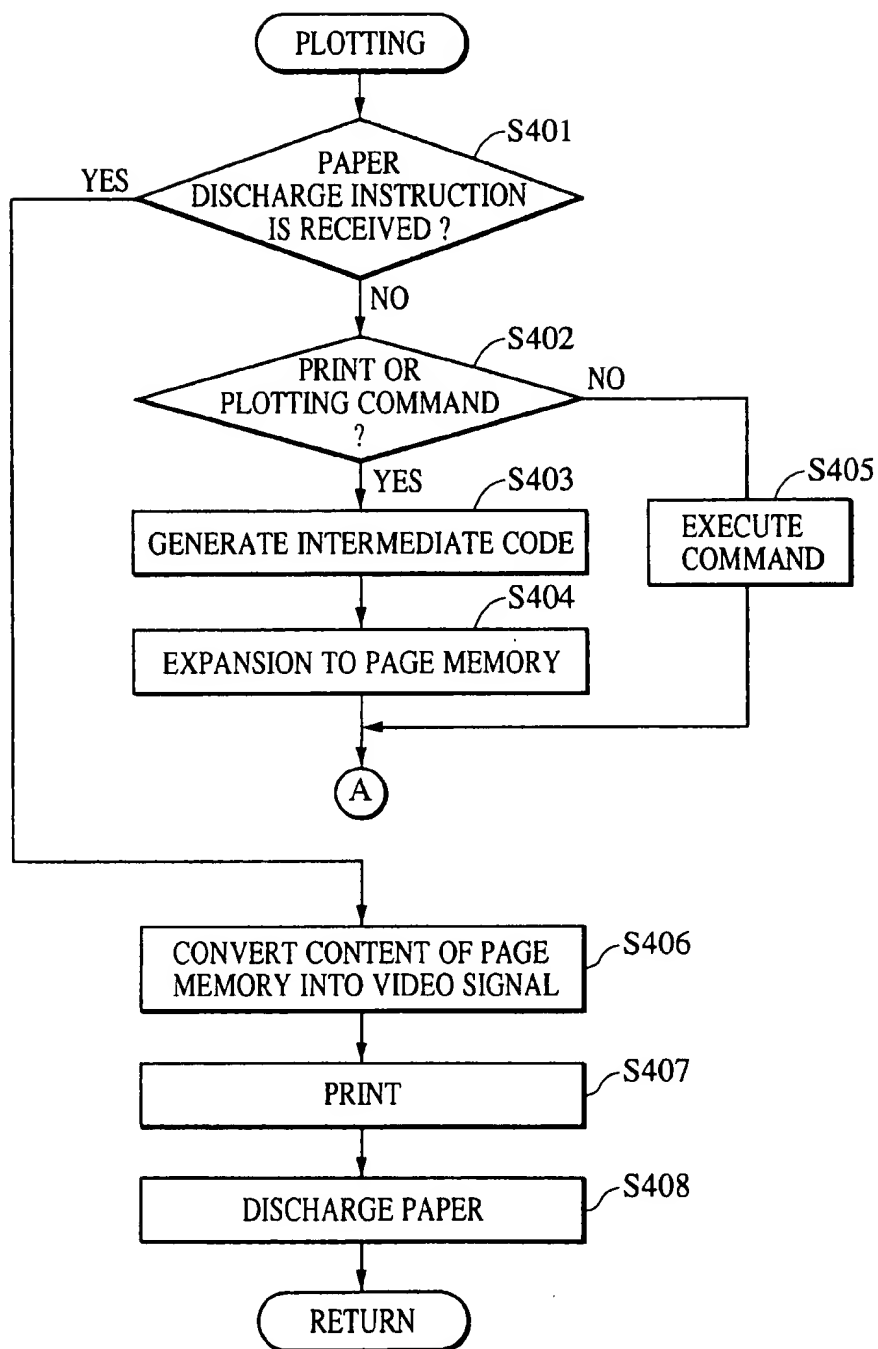 PLOTTING
S401
PAPER
DISCHARGE INSTRUCTION
IS RECEIVED ?
YES
NO
S402
PRINT OR
PLOTTING COMMAND
?
NO
YES
S403
GENERATE INTERMEDIATE CODE
S405
EXECUTE
COMMAND
S404
EXPANSION TO PAGE MEMORY
A
CONVERT CONTENT OF PAGE
MEMORY INTO VIDEO SIGNAL
S406
PRINT
S407
DISCHARGE PAPER
S408
RETURN